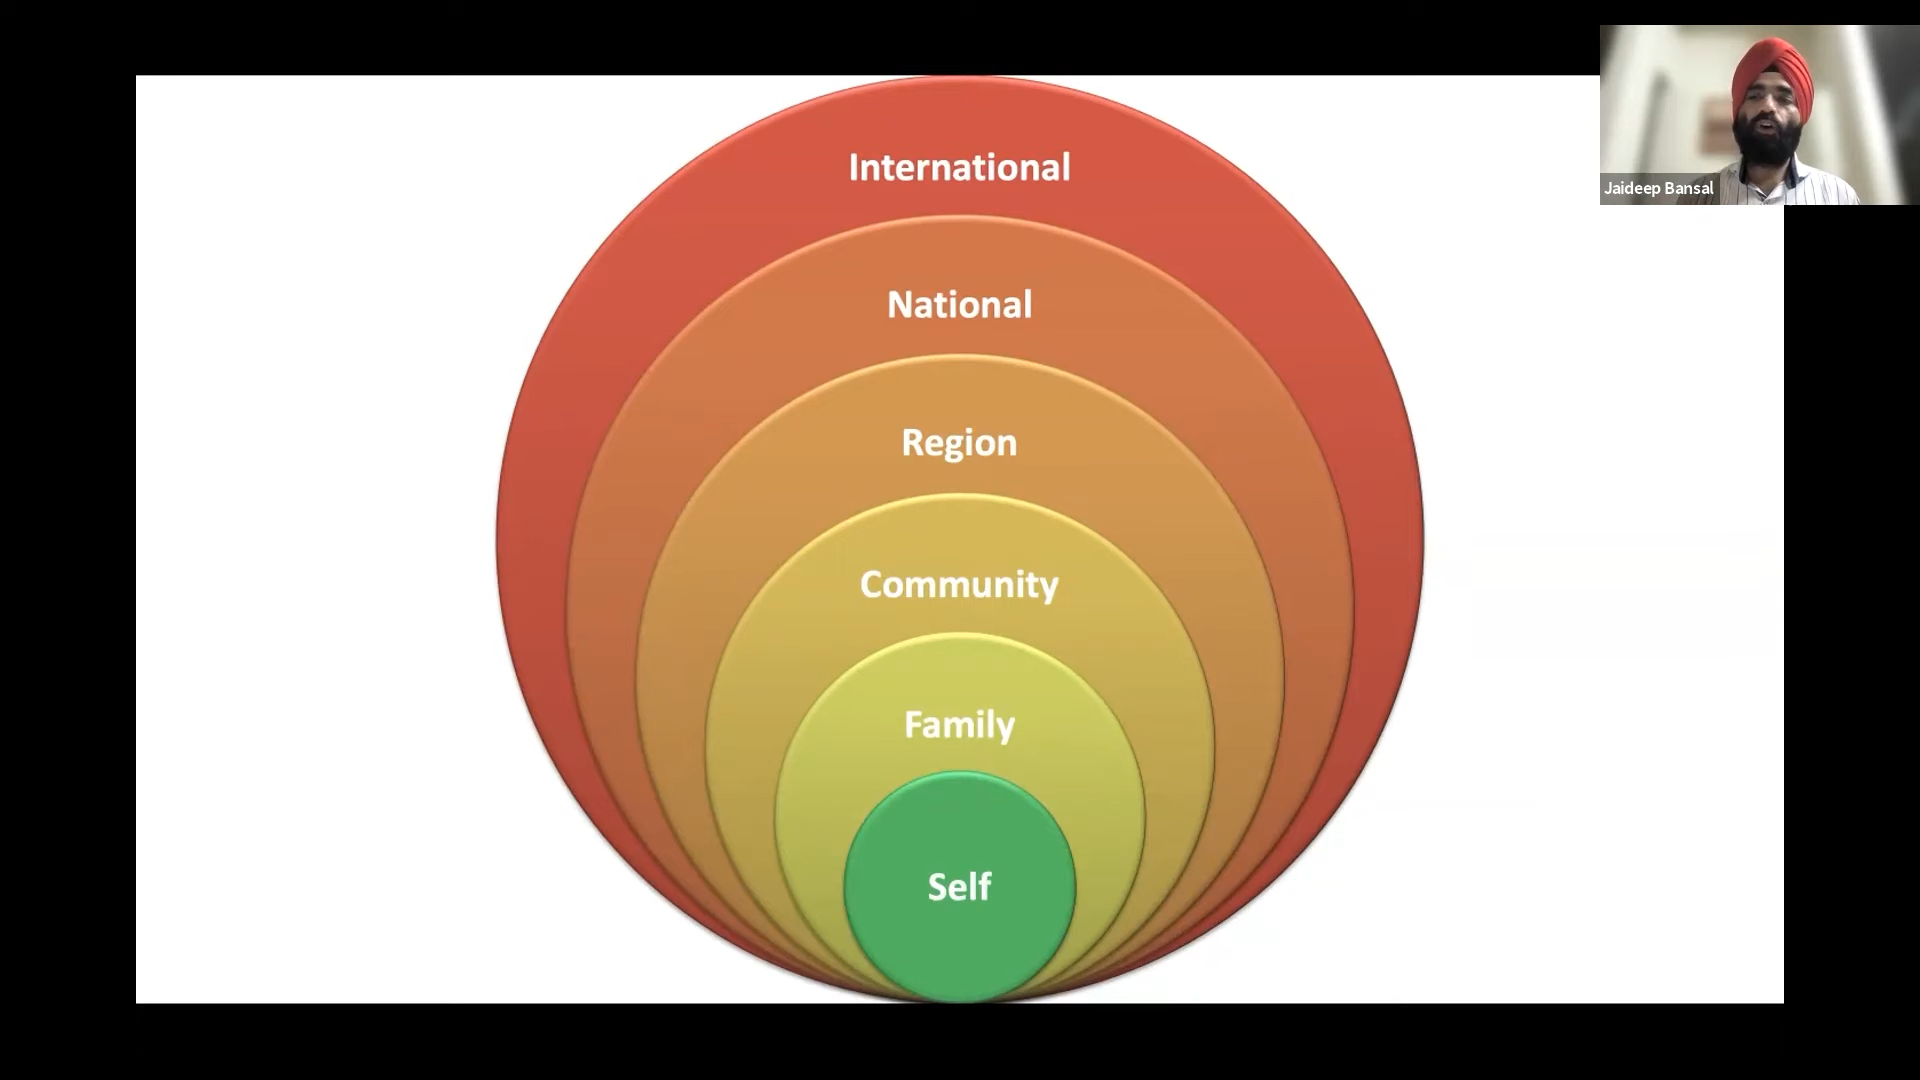 International
National
Region
Community
Family
Self
Jaideep Bansal